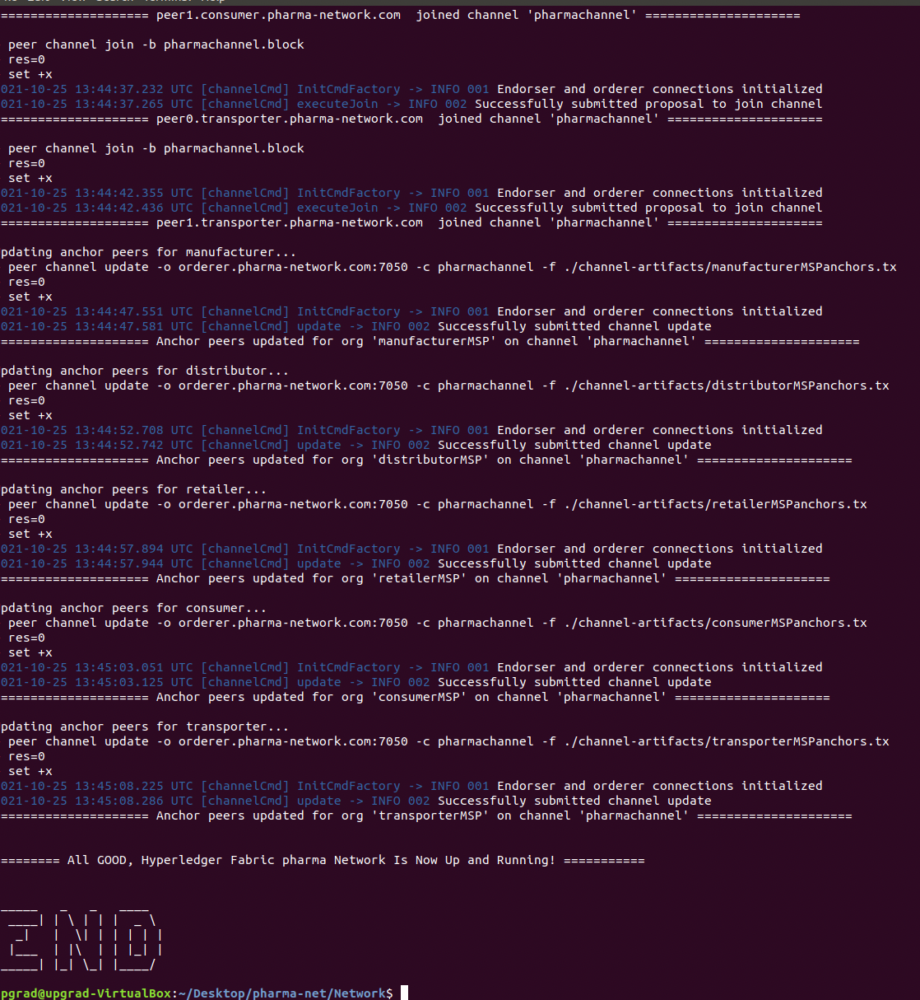 ==================== peer1.consumer.pharma-network.com  joined channel 'pharmachannel' =====================
peer channel join -b pharmachannel.block
res=0
set +x
021-10-25 13:44:37.232 UTC [channelCmd] InitCmdFactory -> INFO 001 Endorser and orderer connections initialized
021-10-25 13:44:37.265 UTC [channelCmd] executeJoin -> INFO 002 Successfully submitted proposal to join channel
==================== peer0.transporter.pharma-network.com  joined channel 'pharmachannel' =====================
peer channel join -b pharmachannel.block
res=0
set +x
021-10-25 13:44:42.355 UTC [channelCmd] InitCmdFactory -> INFO 001 Endorser and orderer connections initialized
021-10-25 13:44:42.436 UTC [channelCmd] executeJoin -> INFO 002 Successfully submitted proposal to join channel
==================== peer1.transporter.pharma-network.com  joined channel 'pharmachannel' =====================
pdating anchor peers for manufacturer...
peer channel update -o orderer.pharma-network.com:7050 -c pharmachannel -f ./channel-artifacts/manufacturerMSPanchors.tx
res=0
set +x
021-10-25 13:44:47.551 UTC [channelCmd] InitCmdFactory -> INFO 001 Endorser and orderer connections initialized
021-10-25 13:44:47.581 UTC [channelCmd] update -> INFO 002 Successfully submitted channel update
==================== Anchor peers updated for org 'manufacturerMSP' on channel 'pharmachannel' =====================
pdating anchor peers for distributor...
peer channel update -o orderer.pharma-network.com:7050 -c pharmachannel -f ./channel-artifacts/distributorMSPanchors.tx
res=0
set +x
021-10-25 13:44:52.708 UTC [channelCmd] InitCmdFactory -> INFO 001 Endorser and orderer connections initialized
021-10-25 13:44:52.742 UTC [channelCmd] update -> INFO 002 Successfully submitted channel update
==================== Anchor peers updated for org 'distributorMSP' on channel 'pharmachannel' =====================
pdating anchor peers for retailer...
peer channel update -o orderer.pharma-network.com:7050 -c pharmachannel -f ./channel-artifacts/retailerMSPanchors.tx
res=0
set +x
021-10-25 13:44:57.894 UTC [channelCmd] InitCmdFactory -> INFO 001 Endorser and orderer connections initialized
021-10-25 13:44:57.944 UTC [channelCmd] update -> INFO 002 Successfully submitted channel update
==================== Anchor peers updated for org 'retailerMSP' on channel 'pharmachannel' =====================
pdating anchor peers for consumer...
peer channel update -o orderer.pharma-network.com:7050 -c pharmachannel -f ./channel-artifacts/consumerMSPanchors.tx
res=0
set +x
021-10-25 13:45:03.051 UTC [channelCmd] InitCmdFactory -> INFO 001 Endorser and orderer connections initialized
021-10-25 13:45:03.125 UTC [channelCmd] update -> INFO 002 Successfully submitted channel update
==================== Anchor peers updated for org 'consumerMSP' on channel 'pharmachannel' =====================
pdating anchor peers for transporter...
peer channel update -o orderer.pharma-network.com:7050 -c pharmachannel -f ./channel-artifacts/transporterMSPanchors.tx
res=0
set +x
021-10-25 13:45:08.225 UTC [channelCmd] InitCmdFactory -> INFO 001 Endorser and orderer connections initialized
021-10-25 13:45:08.286 UTC [channelCmd] update -> INFO 002 Successfully submitted channel update
==================== Anchor peers updated for org 'transporterMSP' on channel 'pharmachannel' =====================
======== All GOOD, Hyperledger Fabric pharma Network Is Now Up and Running! ===========
_____   _   _   ____
 ____| | \ | | |  _ \
  _|   |  \| | | | | |
 |___  | |\  | | |_| |
_____| |_| \_| |____/
pgrad@upgrad-VirtualBox:~/Desktop/pharma-net/Network$